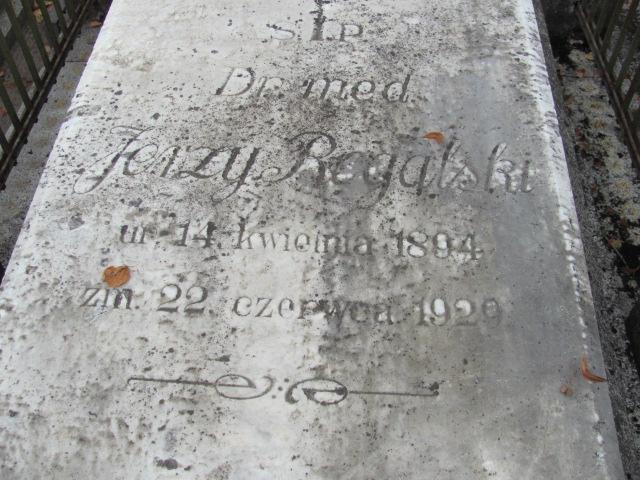 Ś.†P.
Dr. med.
Jerzy Rogalski
ur. 14. kwietnia 1894
zm. 22. czerwca 1920